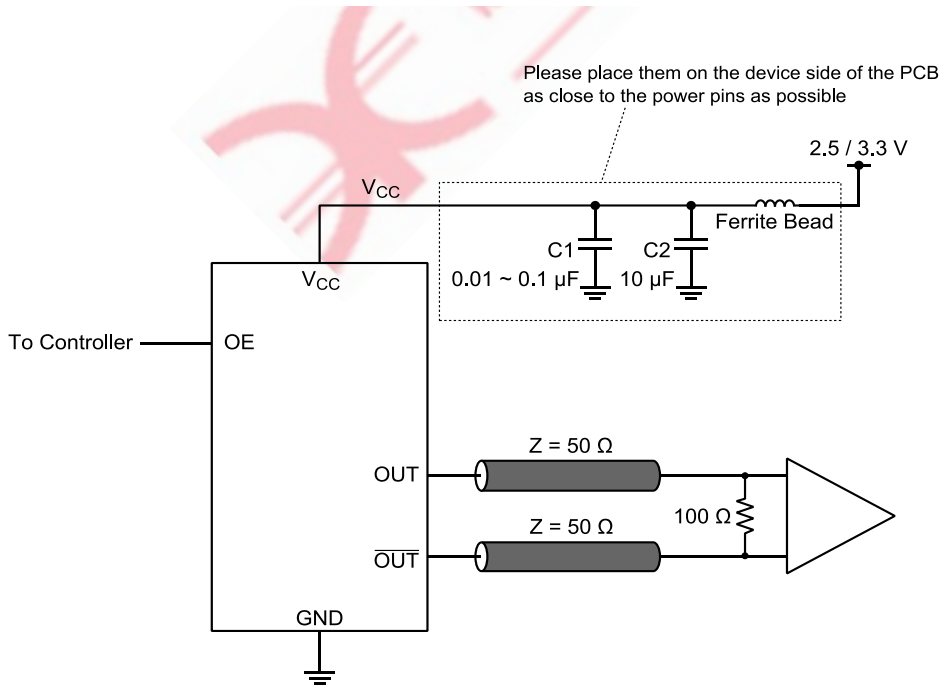 Please place them on the device side of the PCB
as close to the power pins as possible
2.5 / 3.3 V
VCC
Ferrite Bead
C1
0.01 ~ 0.1 µF
C2
10 µF
VCC
To Controller
OE
Z = 50 Ω
OUT
100 Ω
Z = 50 Ω
OUT
GND